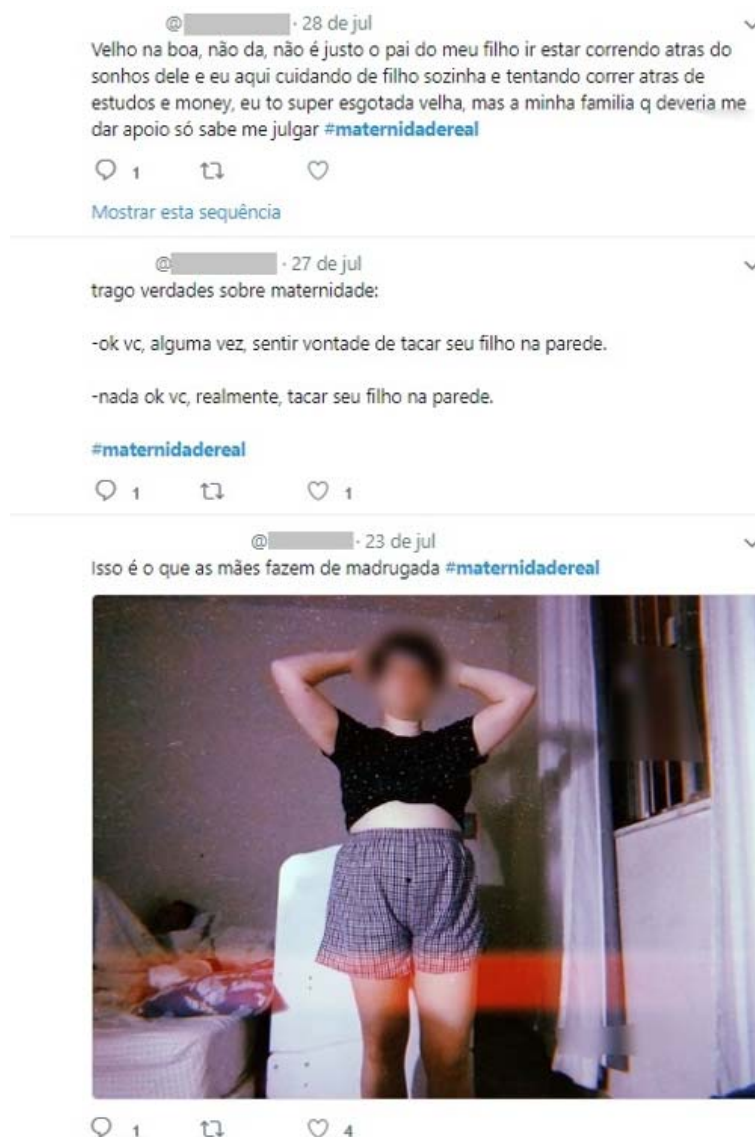 @ · 28 de jul
Velho na boa, não da, não é justo o pai do meu filho ir estar correndo atras do
sonhos dele e eu aqui cuidando de filho sozinha e tentando correr atras de
estudos e money, eu to super esgotada velha, mas a minha familia q deveria me
dar apoio só sabe me julgar #maternidadereal
1
Mostrar esta sequência
@ · 27 de jul
trago verdades sobre maternidade:
-ok vc, alguma vez, sentir vontade de tacar seu filho na parede.
-nada ok vc, realmente, tacar seu filho na parede.
#maternidadereal
1 1
@ · 23 de jul
Isso é o que as mães fazem de madrugada #maternidadereal
1 4